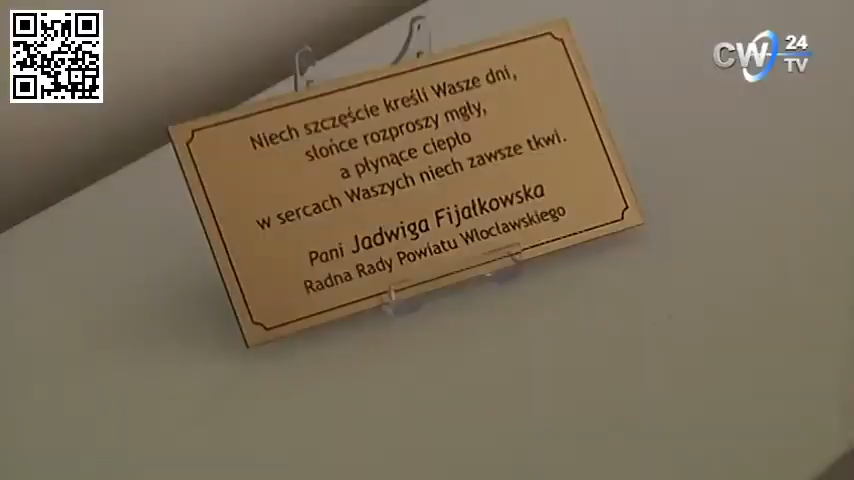 CW 24 TV
Niech szczęście kreśli Wasze dni,
słońce rozproszy mgły,
a płynące ciepło
w sercach Waszych niech zawsze tkwi.
Pani Jadwiga Fijałkowska
Radna Rady Powiatu Włocławskiego